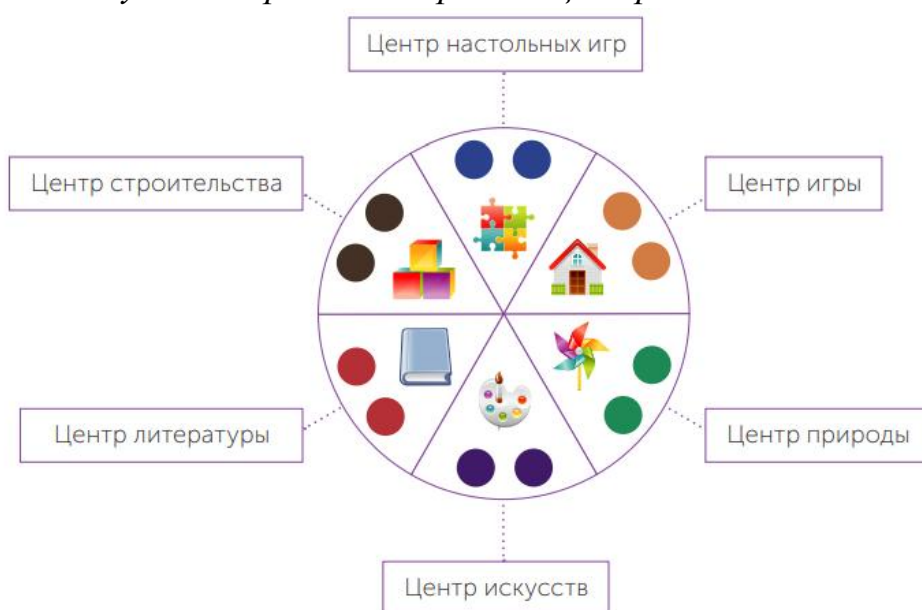 Центр настольных игр
Центр строительства
Центр игры
Центр литературы
Центр природы
Центр искусств